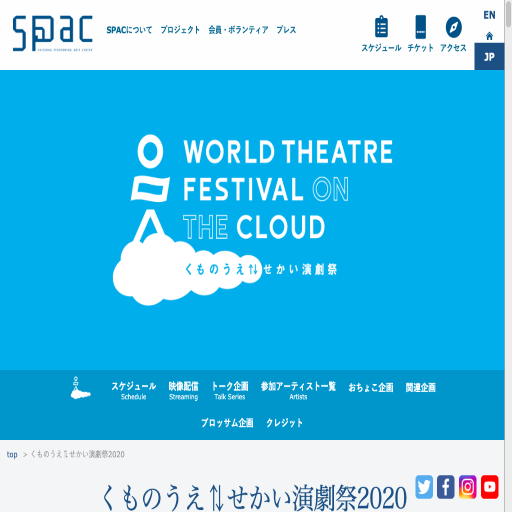 spac
SHIZUOKA PERFORMING ARTS CENTER
SPACについて プロジェクト 会員・ボランティア プレス
スケジュール チケット アクセス
EN
JP
WORLD THEATRE
FESTIVAL ON
THE CLOUD
くものうえ⇅せかい演劇祭
スケジュール 映像配信 トーク企画 参加アーティスト一覧 おちょこ企画 関連企画
Schedule Streaming Talk Series Artists
ブロッサム企画 クレジット
top > くものうえ⇅せかい演劇祭2020
くものうえ⇅せかい演劇祭2020